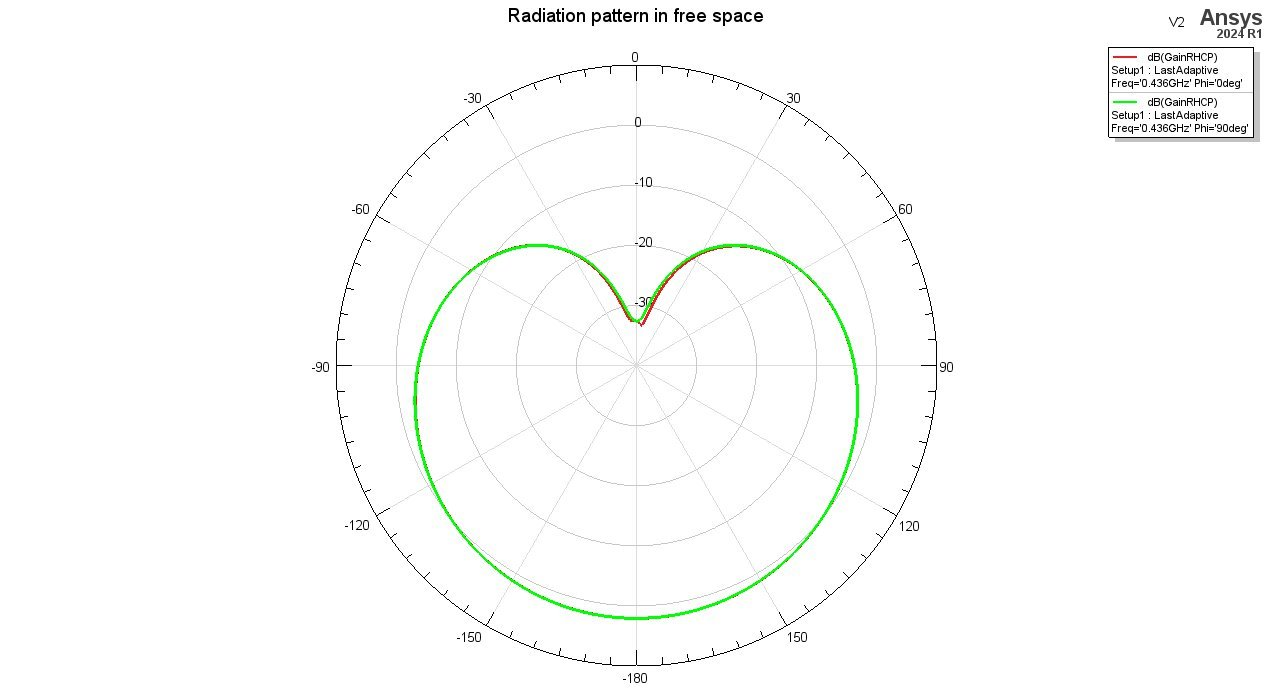 Radiation pattern in free space
V2 Ansys
2024 R1
dB(GainRHCP)
Setup1 : LastAdaptive
Freq='0.436GHz' Phi='0deg'
dB(GainRHCP)
Setup1 : LastAdaptive
Freq='0.436GHz' Phi='90deg'
0
-30 30
0
-60 -10 60
-20
-30
-90 90
-120 120
-150 150
-180